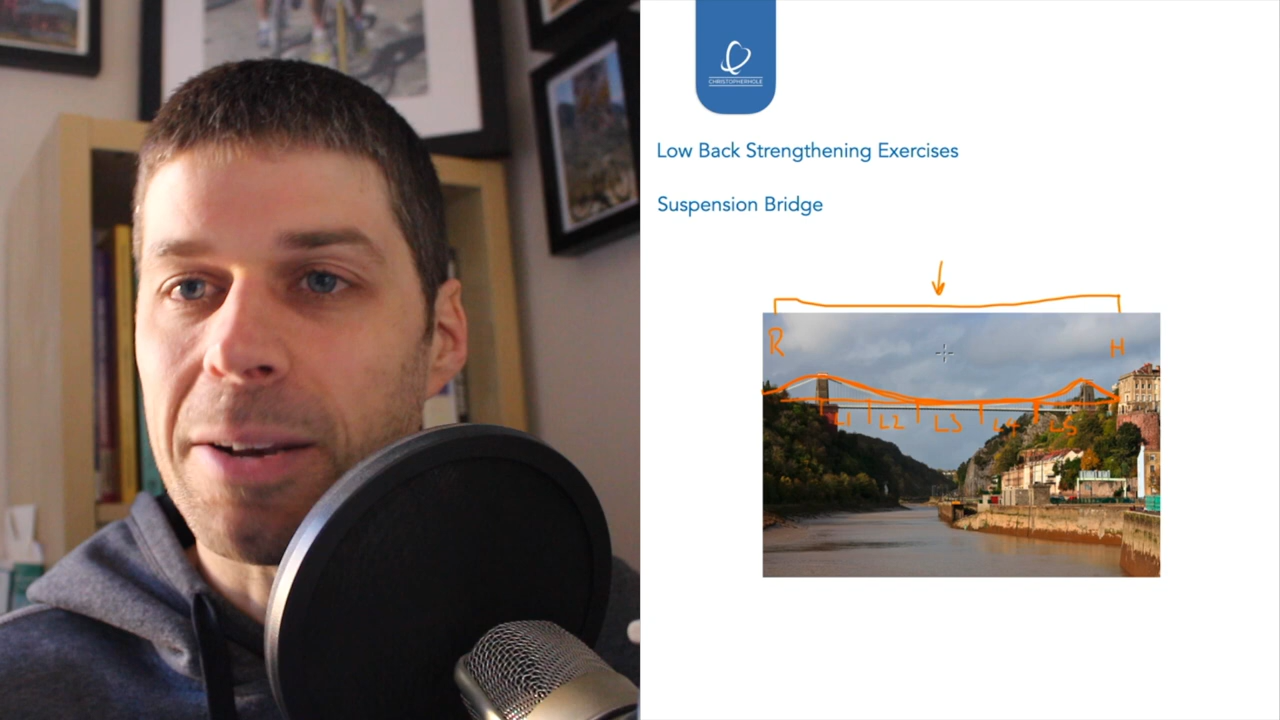 CHRISTOPHERHOLE
Low Back Strengthening Exercises
Suspension Bridge
R H
L1 L2 L3 L4 L5